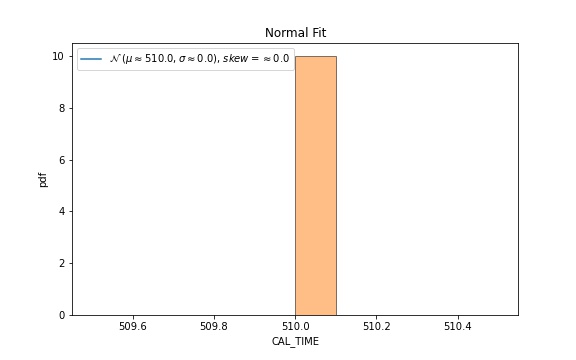 Normal Fit
𝒩 (μ ≈ 510.0, σ ≈ 0.0), skew = ≈ 0.0
10
8
6
4
2
0
pdf
509.6 509.8 510.0 510.2 510.4
CAL_TIME